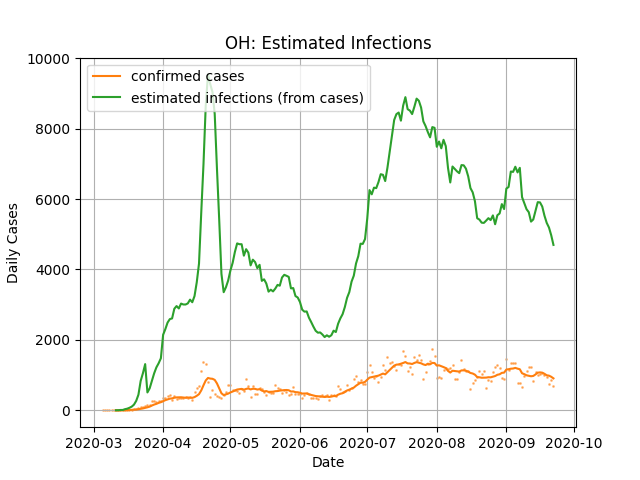 OH: Estimated Infections
confirmed cases
estimated infections (from cases)
10000
8000
6000
4000
2000
0
Daily Cases
2020-03 2020-04 2020-05 2020-06 2020-07 2020-08 2020-09 2020-10
Date